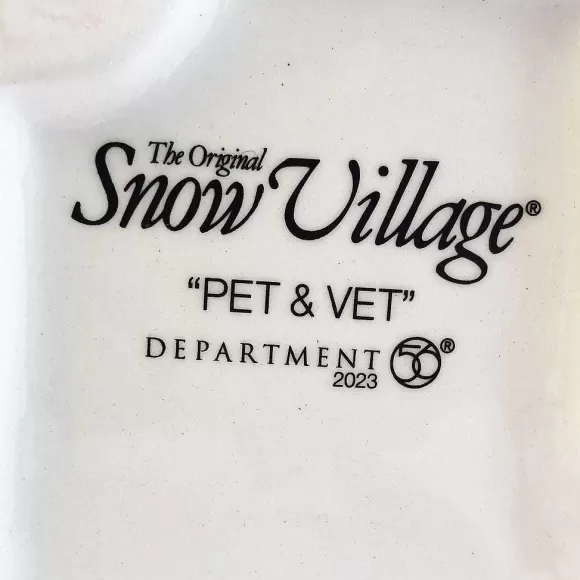 The Original
Snow Village®
“PET & VET”
DEPARTMENT 56®
2023